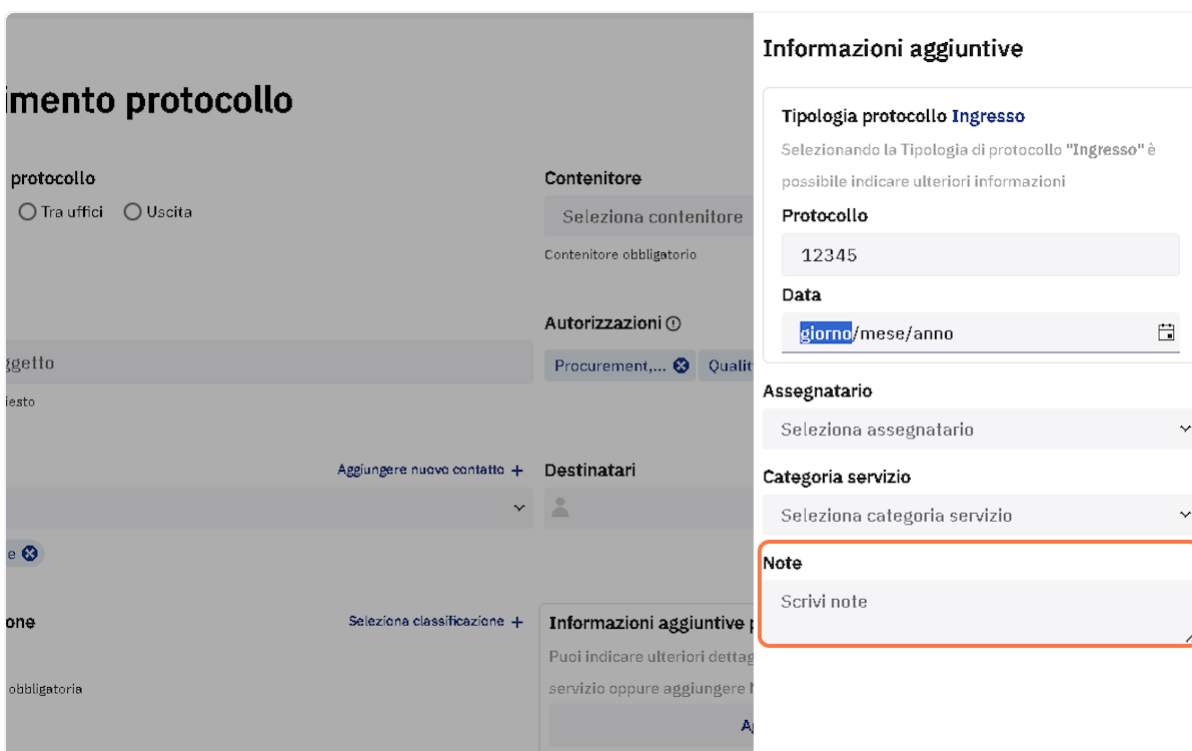 imento protocollo
protocollo
Tra uffici Uscita
ggetto
iesto
Aggiungere nuovo contatto +
e
one
Seleziona classificazione +
obbligatoria
Contenitore
Seleziona contenitore
Contenitore obbligatorio
Autorizzazioni
Procurement,... Qualit
Destinatari
Informazioni aggiuntive p
Puoi indicare ulteriori dettag
servizio oppure aggiungere N
Ag
Informazioni aggiuntive
Tipologia protocollo Ingresso
Selezionando la Tipologia di protocollo "Ingresso" è
possibile indicare ulteriori informazioni
Protocollo
12345
Data
giorno/mese/anno
Assegnatario
Seleziona assegnatario
Categoria servizio
Seleziona categoria servizio
Note
Scrivi note